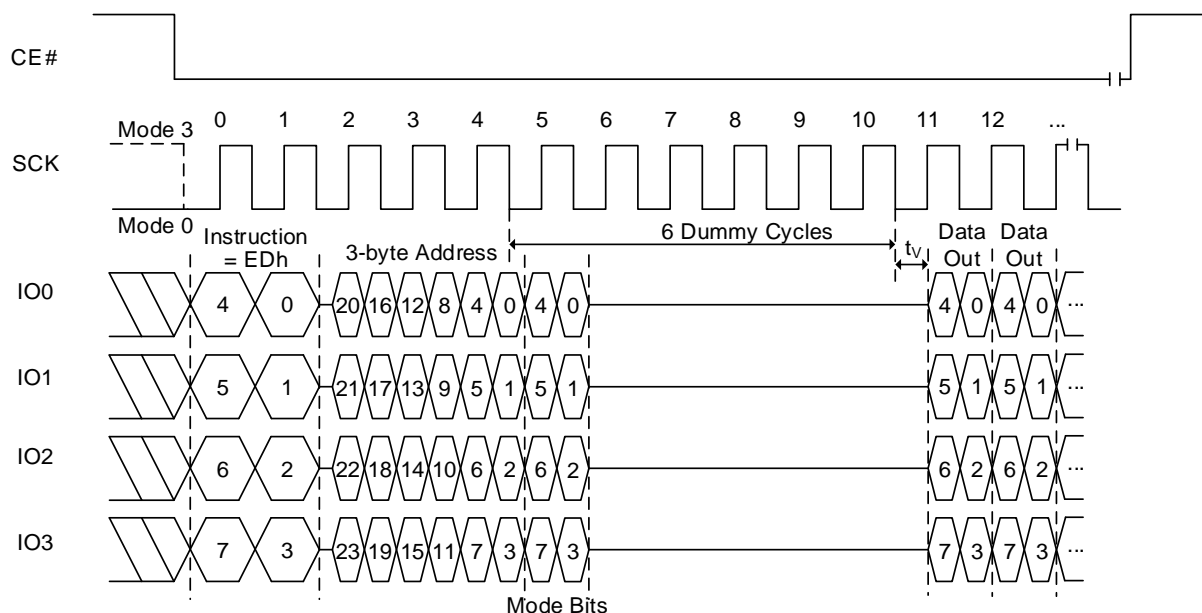 CE#
0 1 2 3 4 5 6 7 8 9 10 11 12 ...
Mode 3
SCK
Mode 0
Instruction
= EDh
3-byte Address
6 Dummy Cycles
tV
Data
Out
Data
Out
IO0 4 0 20 16 12 8 4 0 4 0 4 0 4 0 ...
IO1 5 1 21 17 13 9 5 1 5 1 5 1 5 1 ...
IO2 6 2 22 18 14 10 6 2 6 2 6 2 6 2 ...
IO3 7 3 23 19 15 11 7 3 7 3 7 3 7 3 ...
Mode Bits